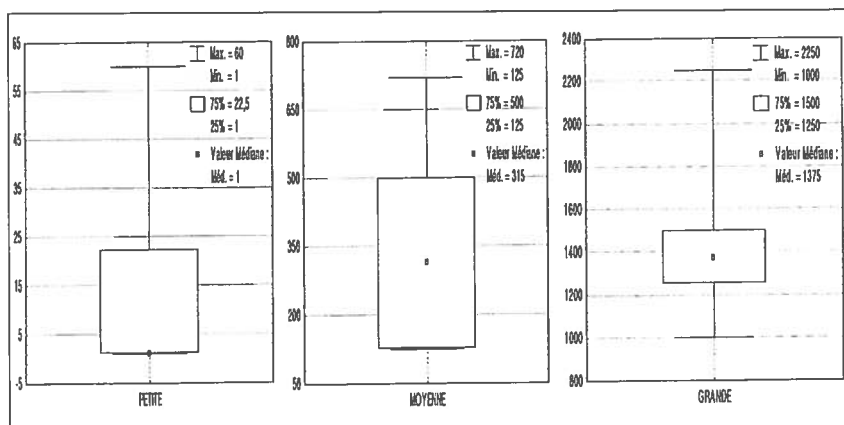 65
55
45
35
25
15
5
-5
Max. = 60
Min. = 1
75% = 22,5
25% = 1
Valeur Médiane :
Méd. = 1
PETITE
800
650
500
350
200
50
Max. = 720
Min. = 125
75% = 500
25% = 125
Valeur Médiane :
Méd. = 315
MOYENNE
2400
2200
2000
1800
1600
1400
1200
1000
800
Max. = 2250
Min. = 1000
75% = 1500
25% = 1250
Valeur Médiane :
Méd. = 1375
GRANDE